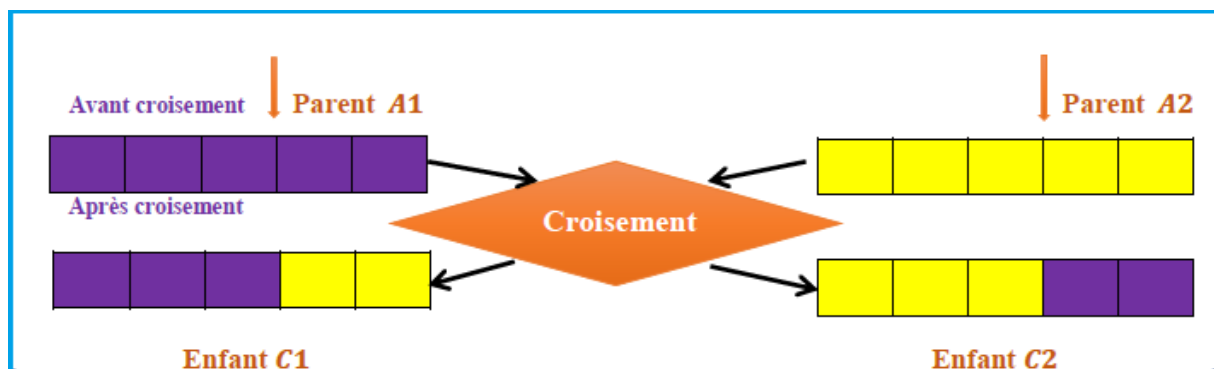 Avant croisement
Parent A1
Parent A2
Après croisement
Croisement
Enfant C1
Enfant C2